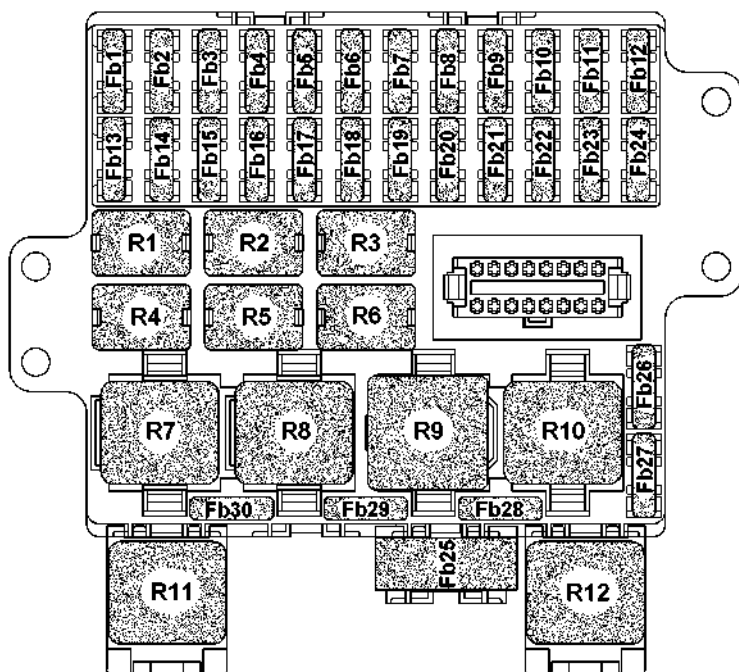 Fb1 Fb2 Fb3 Fb4 Fb5 Fb6 Fb7 Fb8 Fb9 Fb10 Fb11 Fb12
Fb13 Fb14 Fb15 Fb16 Fb17 Fb18 Fb19 Fb20 Fb21 Fb22 Fb23 Fb24
R1 R2 R3
R4 R5 R6
Fb26
R7 R8 R9 R10
Fb27
Fb30 Fb29 Fb28
Fb25
R11 R12